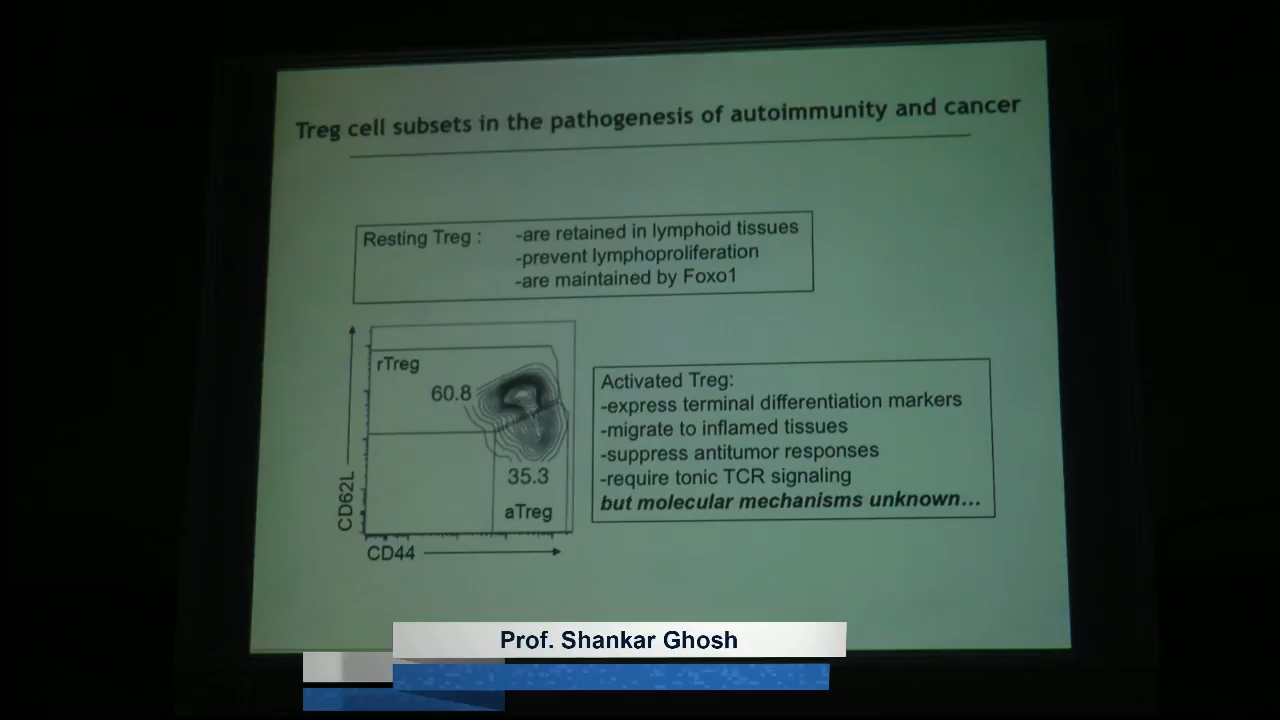 Treg cell subsets in the pathogenesis of autoimmunity and cancer
Resting Treg : -are retained in lymphoid tissues
-prevent lymphoproliferation
-are maintained by Foxo1
rTreg
60.8
35.3
aTreg
CD62L
CD44
Activated Treg:
-express terminal differentiation markers
-migrate to inflamed tissues
-suppress antitumor responses
-require tonic TCR signaling
but molecular mechanisms unknown...
Prof. Shankar Ghosh